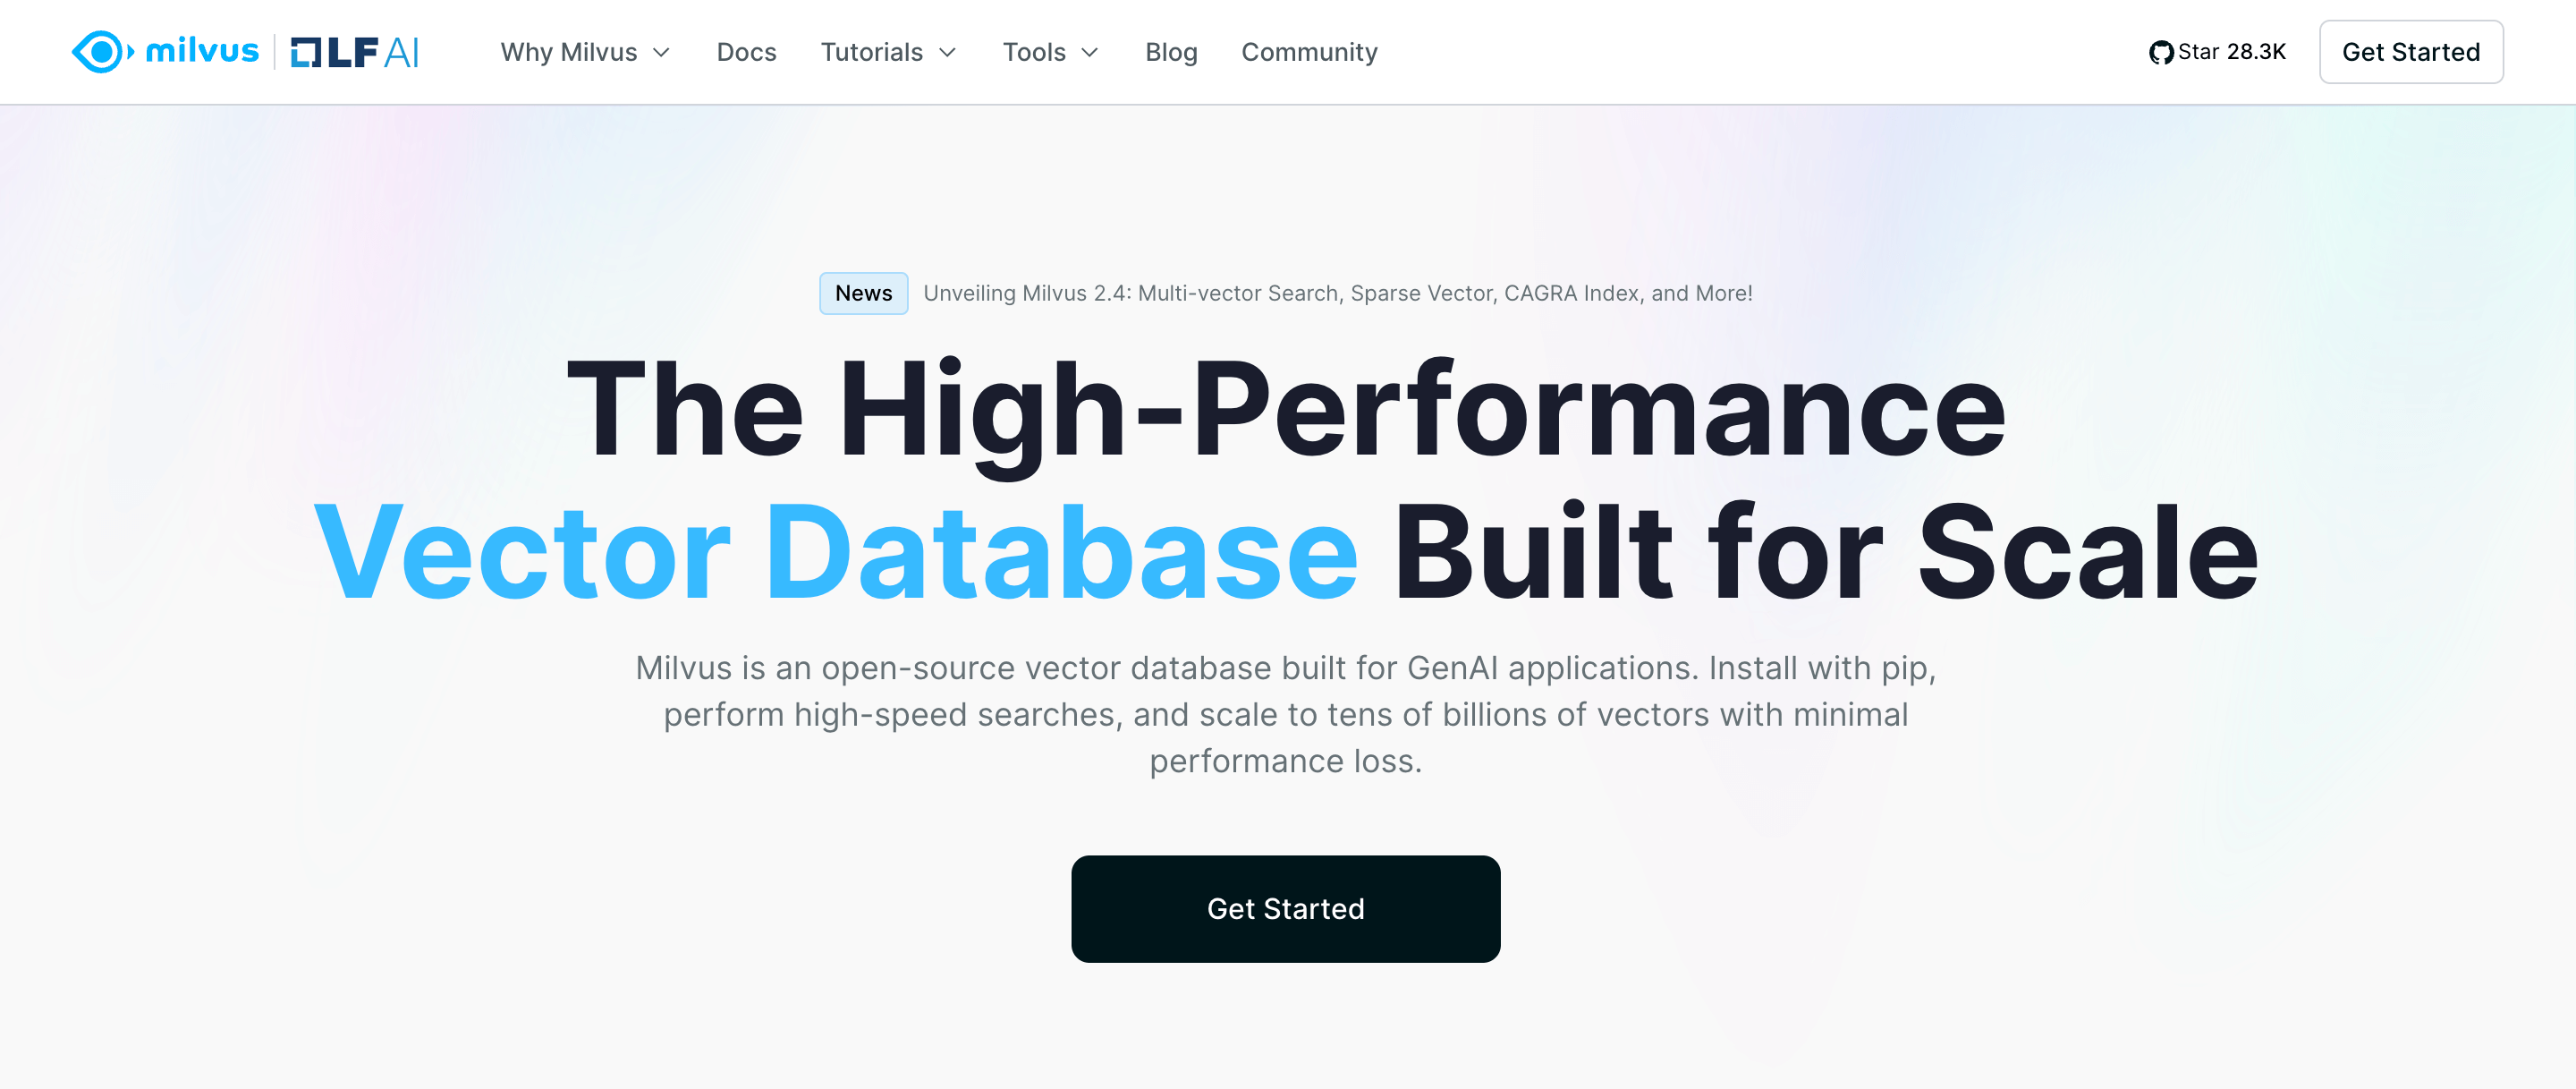 milvus LF AI Why Milvus Docs Tutorials Tools Blog Community Star 28.3K Get Started
News Unveiling Milvus 2.4: Multi-vector Search, Sparse Vector, CAGRA Index, and More!
The High-Performance
Vector Database Built for Scale
Milvus is an open-source vector database built for GenAI applications. Install with pip,
perform high-speed searches, and scale to tens of billions of vectors with minimal
performance loss.
Get Started